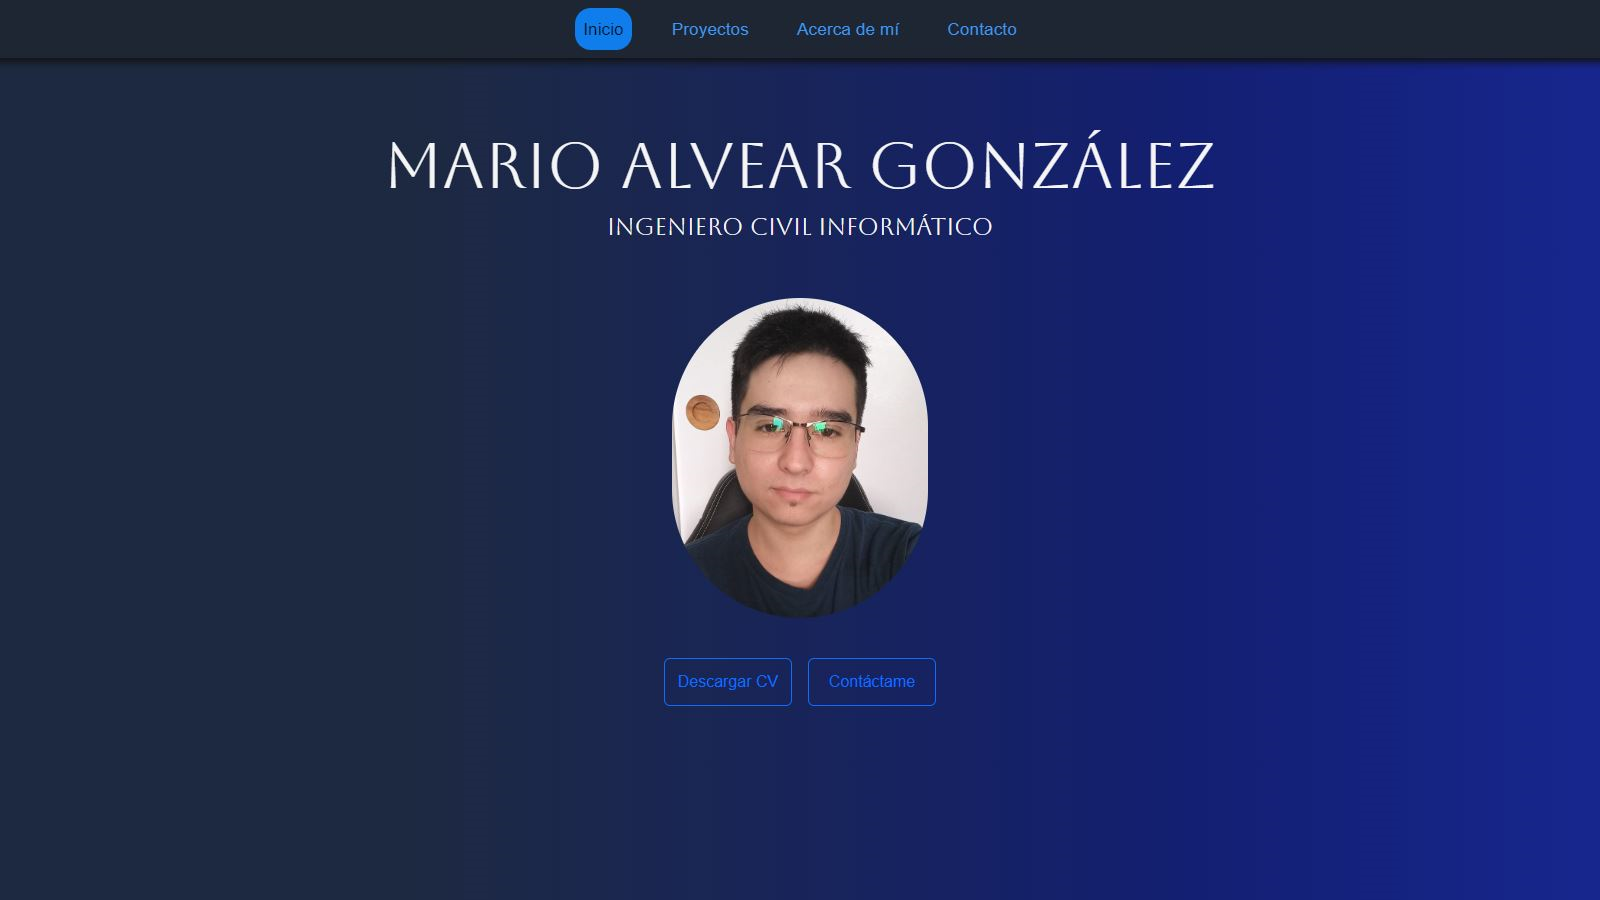 Inicio Proyectos Acerca de mí Contacto
MARIO ALVEAR GONZÁLEZ
INGENIERO CIVIL INFORMÁTICO
Descargar CV Contáctame